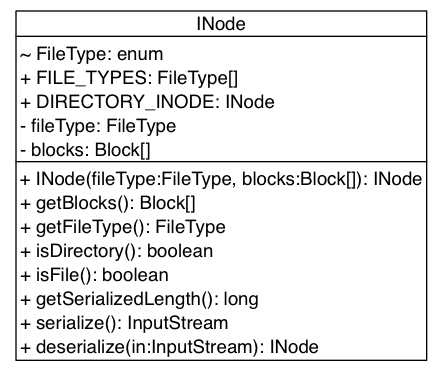 INode
~ FileType: enum
+ FILE_TYPES: FileType[]
+ DIRECTORY_INODE: INode
- fileType: FileType
- blocks: Block[]
+ INode(fileType:FileType, blocks:Block[]): INode
+ getBlocks(): Block[]
+ getFileType(): FileType
+ isDirectory(): boolean
+ isFile(): boolean
+ getSerializedLength(): long
+ serialize(): InputStream
+ deserialize(in:InputStream): INode